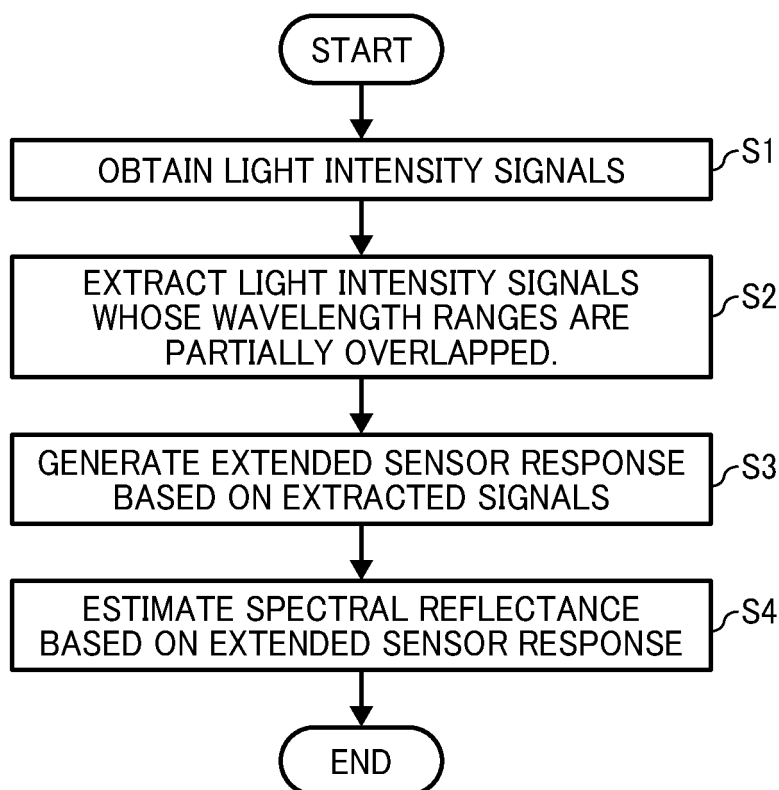 START
OBTAIN LIGHT INTENSITY SIGNALS
S1
EXTRACT LIGHT INTENSITY SIGNALS
WHOSE WAVELENGTH RANGES ARE
PARTIALLY OVERLAPPED.
S2
GENERATE EXTENDED SENSOR RESPONSE
BASED ON EXTRACTED SIGNALS
S3
ESTIMATE SPECTRAL REFLECTANCE
BASED ON EXTENDED SENSOR RESPONSE
S4
END